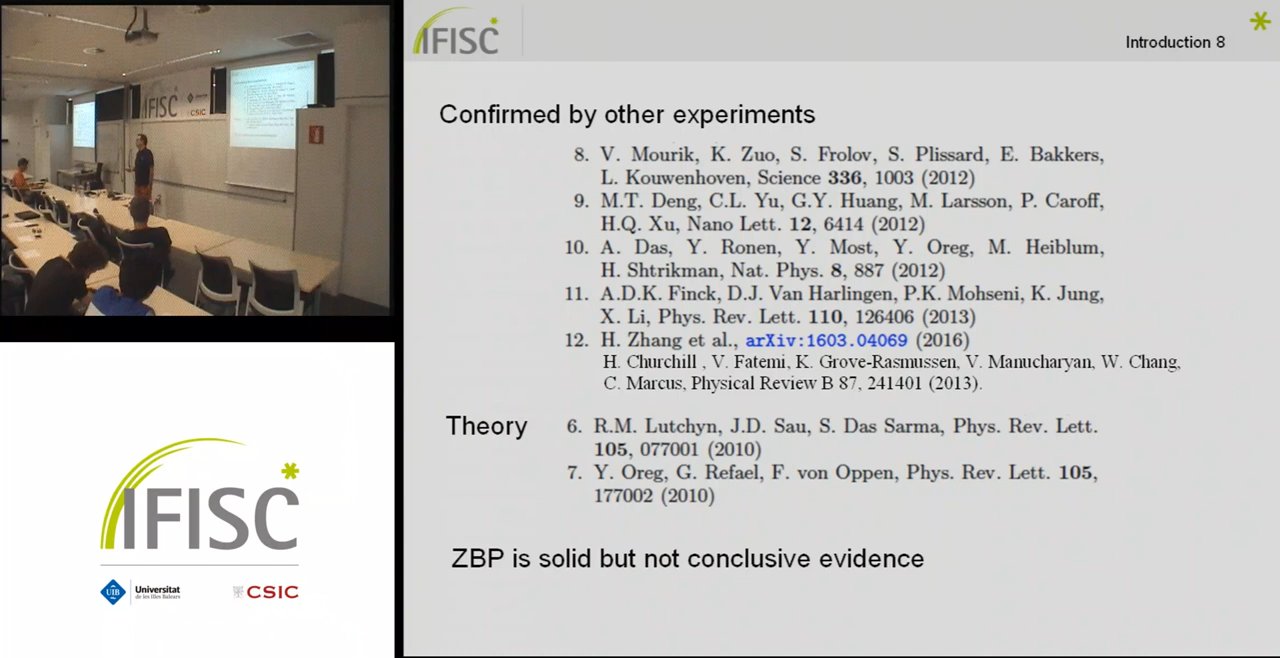 IFISC
CSIC
IFISC
Introduction 8
Confirmed by other experiments
8. V. Mourik, K. Zuo, S. Frolov, S. Plissard, E. Bakkers,
L. Kouwenhoven, Science 336, 1003 (2012)
9. M.T. Deng, C.L. Yu, G.Y. Huang, M. Larsson, P. Caroff,
H.Q. Xu, Nano Lett. 12, 6414 (2012)
10. A. Das, Y. Ronen, Y. Most, Y. Oreg, M. Heiblum,
H. Shtrikman, Nat. Phys. 8, 887 (2012)
11. A.D.K. Finck, D.J. Van Harlingen, P.K. Mohseni, K. Jung,
X. Li, Phys. Rev. Lett. 110, 126406 (2013)
12. H. Zhang et al., arXiv:1603.04069 (2016)
H. Churchill , V. Fatemi, K. Grove-Rasmussen, V. Manucharyan, W. Chang,
C. Marcus, Physical Review B 87, 241401 (2013).
Theory
6. R.M. Lutchyn, J.D. Sau, S. Das Sarma, Phys. Rev. Lett.
105, 077001 (2010)
7. Y. Oreg, G. Refael, F. von Oppen, Phys. Rev. Lett. 105,
177002 (2010)
ZBP is solid but not conclusive evidence
IFISC
UIB
Universitat
de les Illes Balears
CSIC